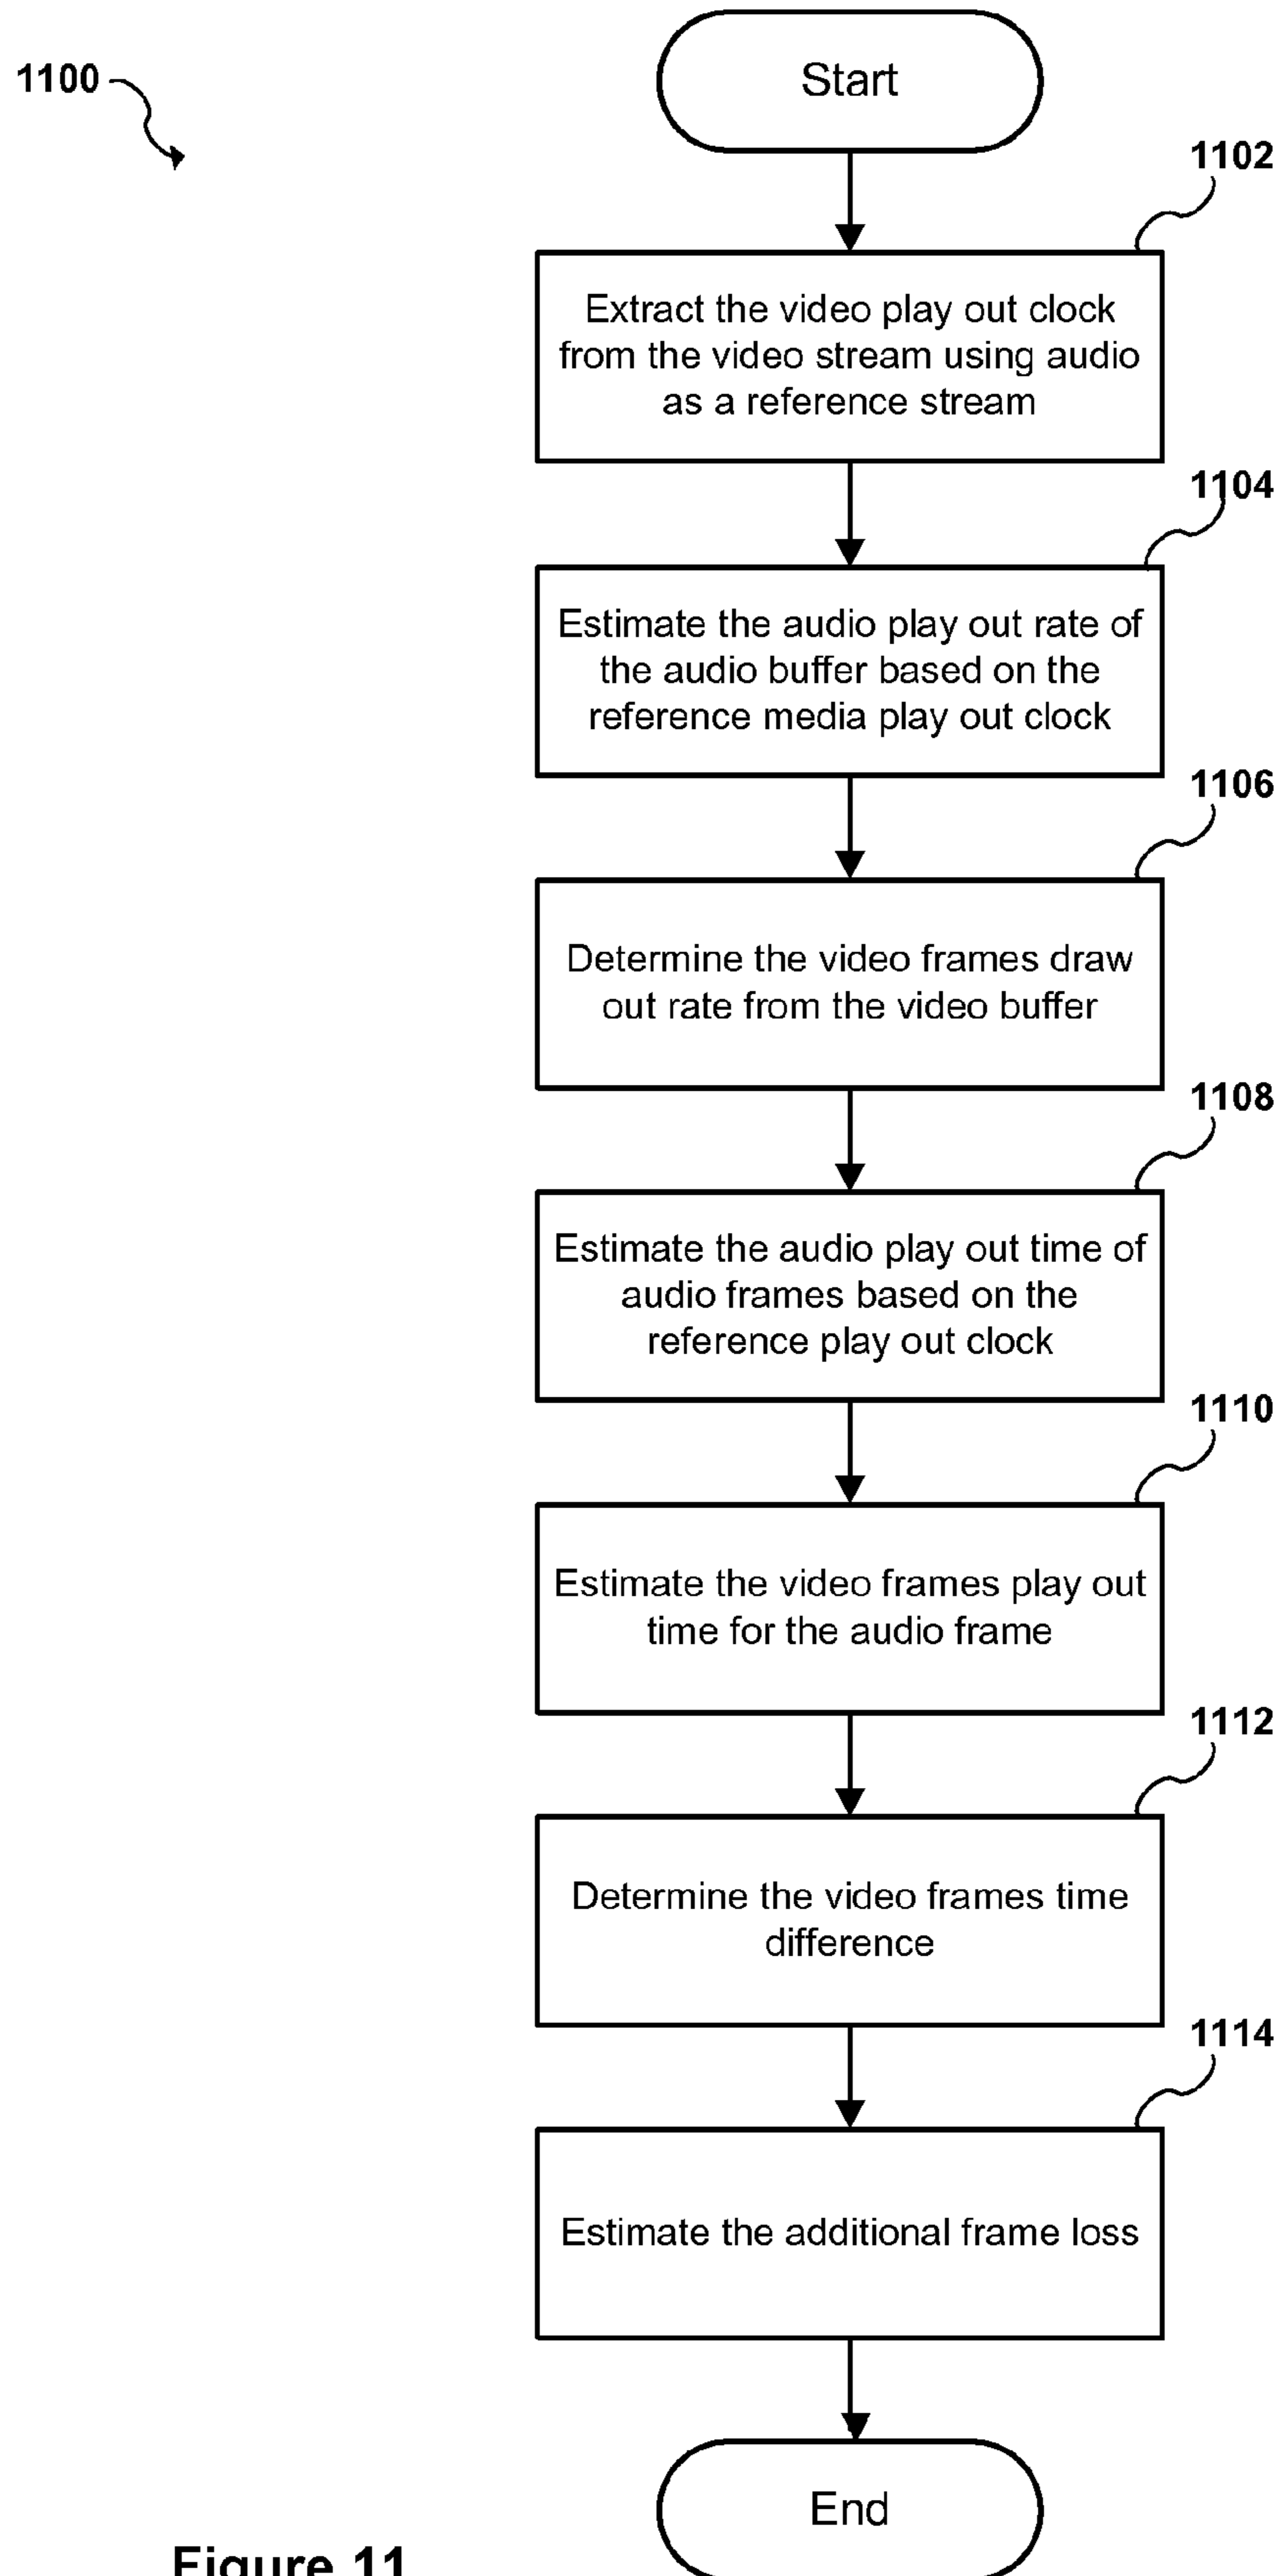 1100
Start
1102
Extract the video play out clock
from the video stream using audio
as a reference stream
1104
Estimate the audio play out rate of
the audio buffer based on the
reference media play out clock
1106
Determine the video frames draw
out rate from the video buffer
1108
Estimate the audio play out time of
audio frames based on the
reference play out clock
1110
Estimate the video frames play out
time for the audio frame
1112
Determine the video frames time
difference
1114
Estimate the additional frame loss
End
Figure 11